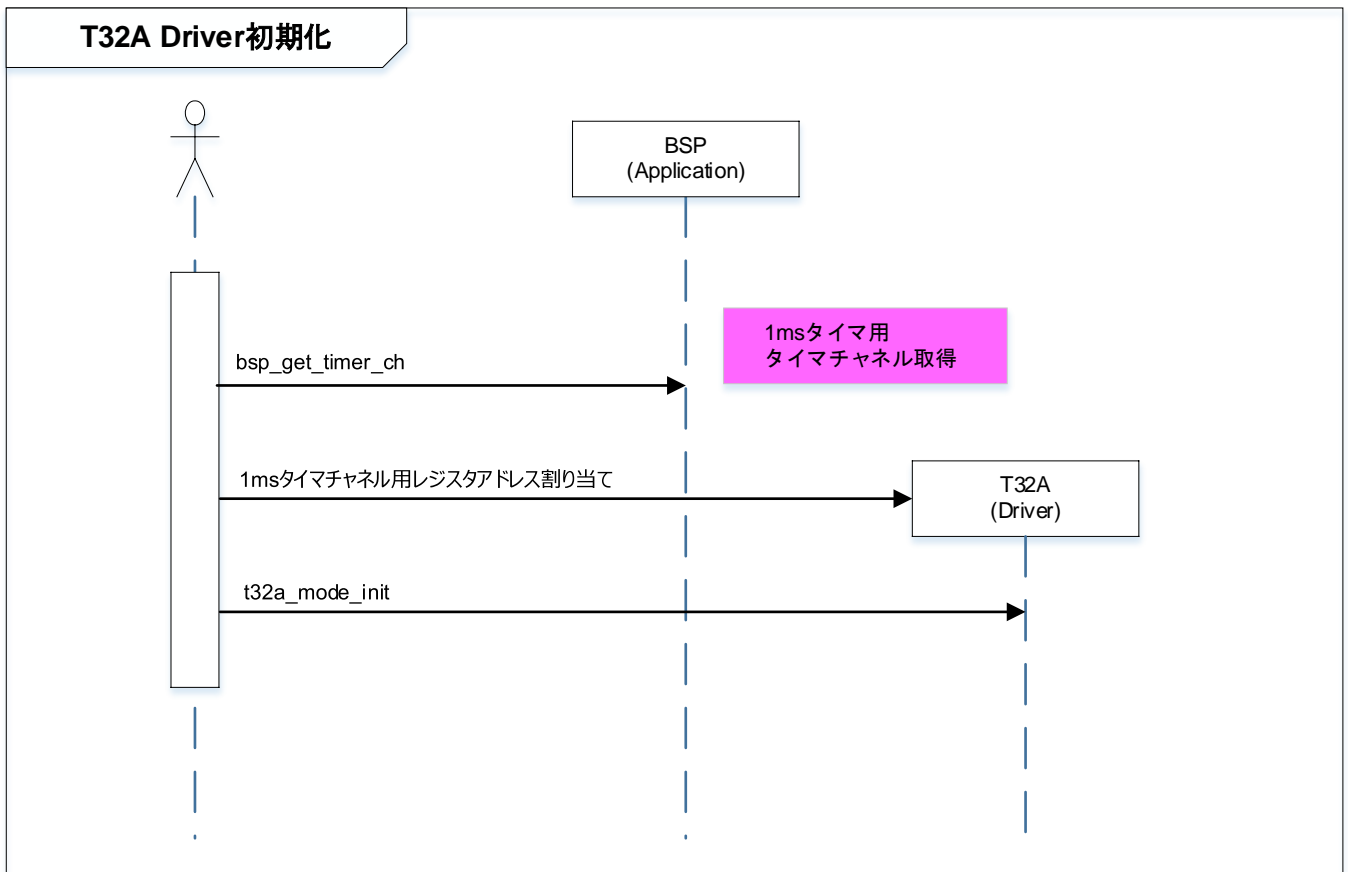 T32A Driver初期化
BSP
(Application)
1msタイマ用
タイマチャネル取得
bsp_get_timer_ch
1msタイマチャネル用レジスタアドレス割り当て
T32A
(Driver)
t32a_mode_init